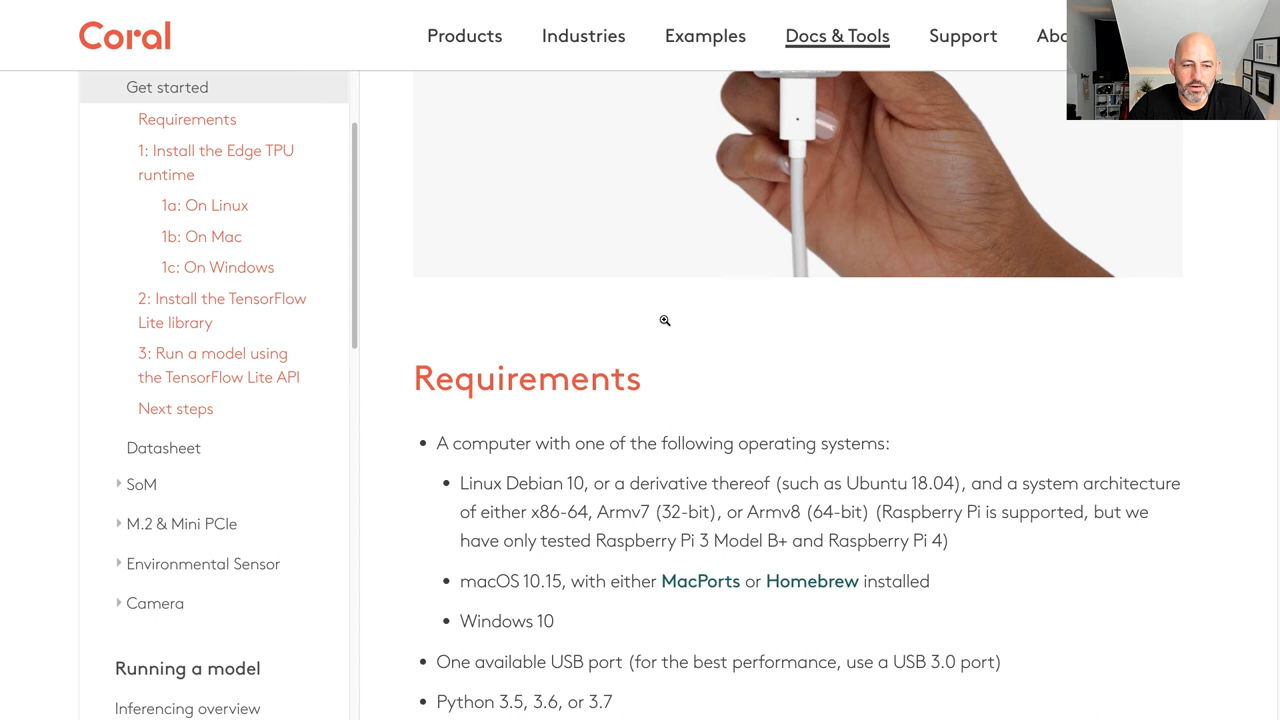 Coral
Products Industries Examples Docs & Tools Support Abo
Get started
Requirements
1: Install the Edge TPU
runtime
1a: On Linux
1b: On Mac
1c: On Windows
2: Install the TensorFlow
Lite library
3: Run a model using
the TensorFlow Lite API
Next steps
Datasheet
SoM
M.2 & Mini PCIe
Environmental Sensor
Camera
Running a model
Inferencing overview
Requirements
• A computer with one of the following operating systems:
• Linux Debian 10, or a derivative thereof (such as Ubuntu 18.04), and a system architecture
of either x86-64, Armv7 (32-bit), or Armv8 (64-bit) (Raspberry Pi is supported, but we
have only tested Raspberry Pi 3 Model B+ and Raspberry Pi 4)
• macOS 10.15, with either MacPorts or Homebrew installed
• Windows 10
• One available USB port (for the best performance, use a USB 3.0 port)
• Python 3.5, 3.6, or 3.7